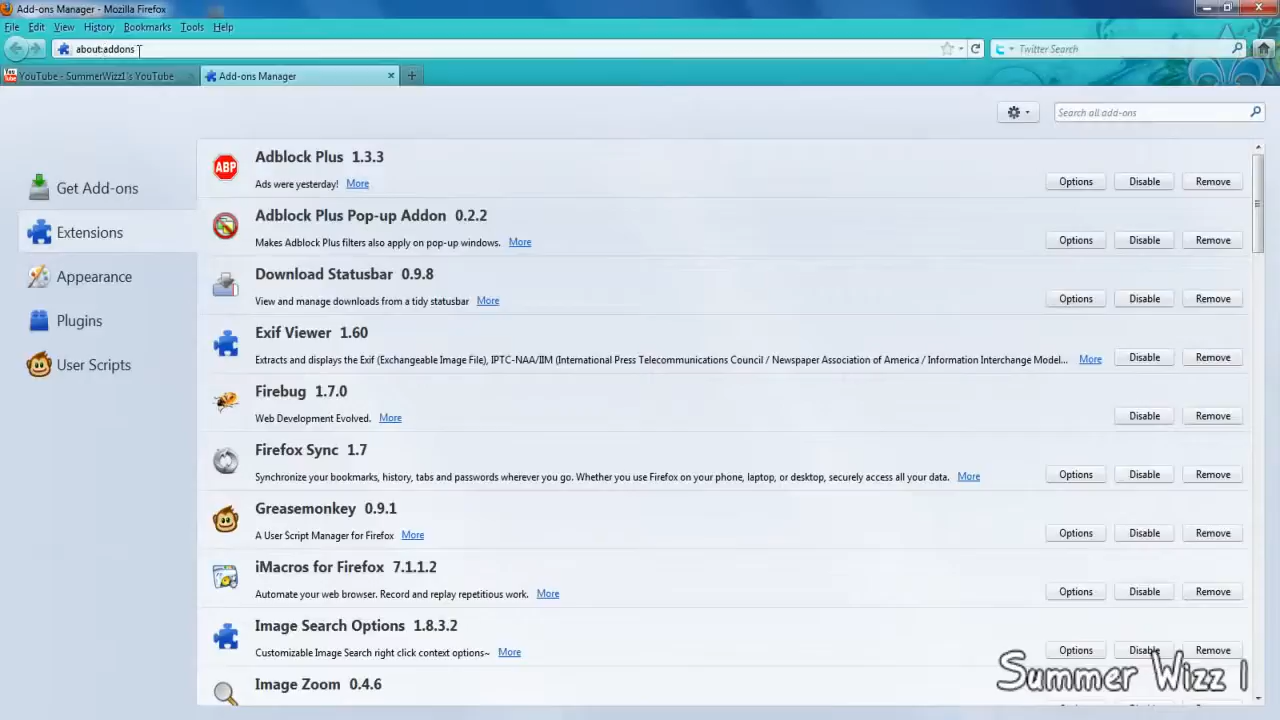 Add-ons Manager - Mozilla Firefox
File Edit View History Bookmarks Tools Help
about:addons
Twitter Search
You Tube YouTube - SummerWizz1's YouTube
Add-ons Manager
Search all add-ons
Get Add-ons
Extensions
Appearance
Plugins
User Scripts
ABP
Adblock Plus 1.3.3
Ads were yesterday! More
Options Disable Remove
Adblock Plus Pop-up Addon 0.2.2
Makes Adblock Plus filters also apply on pop-up windows. More
Options Disable Remove
Download Statusbar 0.9.8
View and manage downloads from a tidy statusbar More
Options Disable Remove
Exif Viewer 1.60
Extracts and displays the Exif (Exchangeable Image File), IPTC-NAA/IIM (International Press Telecommunications Council / Newspaper Association of America / Information Interchange Model... More
Disable Remove
Firebug 1.7.0
Web Development Evolved. More
Disable Remove
Firefox Sync 1.7
Synchronize your bookmarks, history, tabs and passwords wherever you go. Whether you use Firefox on your phone, laptop, or desktop, securely access all your data. More
Options Disable Remove
Greasemonkey 0.9.1
A User Script Manager for Firefox More
Options Disable Remove
iMacros for Firefox 7.1.1.2
Automate your web browser. Record and replay repetitious work. More
Options Disable Remove
Image Search Options 1.8.3.2
Customizable Image Search right click context options~ More
Options Disable Remove
Image Zoom 0.4.6
Summer Wizz 1